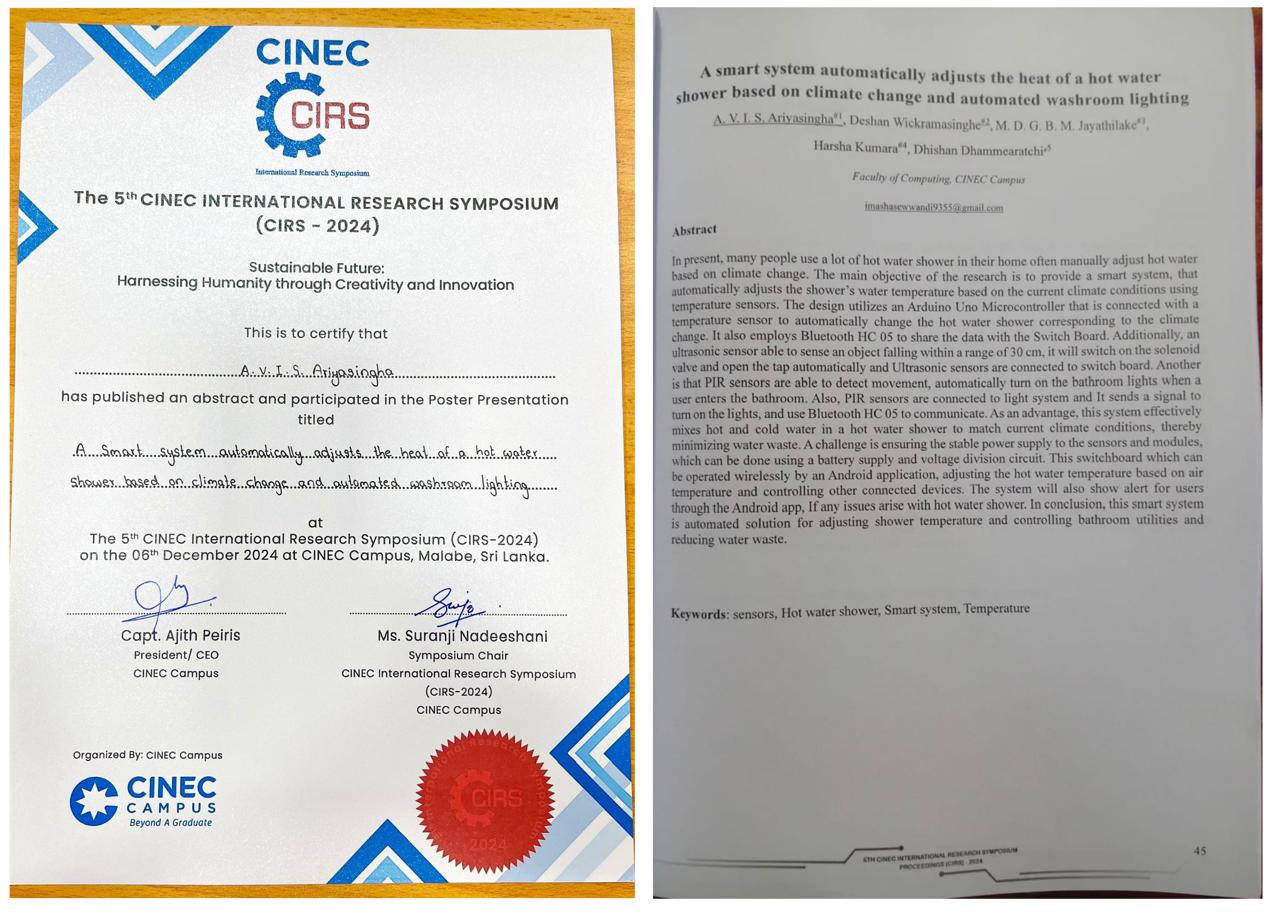 CINEC
CIRS
International Research Symposium
The 5th CINEC INTERNATIONAL RESEARCH SYMPOSIUM
(CIRS - 2024)
Sustainable Future:
Harnessing Humanity through Creativity and Innovation
This is to certify that
A.V.I.S Ariyasingha
has published an abstract and participated in the Poster Presentation
titled
A Smart system automatically adjusts the heat of a hot water
shower based on climate change and automated washroom lighting
at
The 5th CINEC International Research Symposium (CIRS-2024)
on the 06th December 2024 at CINEC Campus, Malabe, Sri Lanka.
Capt. Ajith Peiris
President/ CEO
CINEC Campus
Ms. Suranji Nadeeshani
Symposium Chair
CINEC International Research Symposium
(CIRS-2024)
CINEC Campus
Organized By: CINEC Campus
CINEC
CAMPUS
Beyond A Graduate
CIRS
2024
A smart system automatically adjusts the heat of a hot water
shower based on climate change and automated washroom lighting
A. V. I. S. Ariyasingha#1, Deshan Wickramasinghe#2, M. D. G. B. M. Jayathilake#3,
Harsha Kumara#4, Dhishan Dhammearatchi#5
Faculty of Computing, CINEC Campus
imashasewwandi9355@gmail.com
Abstract
In present, many people use a lot of hot water shower in their home often manually adjust hot water
based on climate change. The main objective of the research is to provide a smart system, that
automatically adjusts the shower's water temperature based on the current climate conditions using
temperature sensors. The design utilizes an Arduino Uno Microcontroller that is connected with a
temperature sensor to automatically change the hot water shower corresponding to the climate
change. It also employs Bluetooth HC 05 to share the data with the Switch Board. Additionally, an
ultrasonic sensor able to sense an object falling within a range of 30 cm, it will switch on the solenoid
valve and open the tap automatically and Ultrasonic sensors are connected to switch board. Another
is that PIR sensors are able to detect movement, automatically turn on the bathroom lights when a
user enters the bathroom. Also, PIR sensors are connected to light system and It sends a signal to
turn on the lights, and use Bluetooth HC 05 to communicate. As an advantage, this system effectively
mixes hot and cold water in a hot water shower to match current climate conditions, thereby
minimizing water waste. A challenge is ensuring the stable power supply to the sensors and modules,
which can be done using a battery supply and voltage division circuit. This switchboard which can
be operated wirelessly by an Android application, adjusting the hot water temperature based on air
temperature and controlling other connected devices. The system will also show alert for users
through the Android app, If any issues arise with hot water shower. In conclusion, this smart system
is automated solution for adjusting shower temperature and controlling bathroom utilities and
reducing water waste.
Keywords: sensors, Hot water shower, Smart system, Temperature
5TH CINEC INTERNATIONAL RESEARCH SYMPOSIUM
PROCEEDINGS (CIRS) - 2024
45